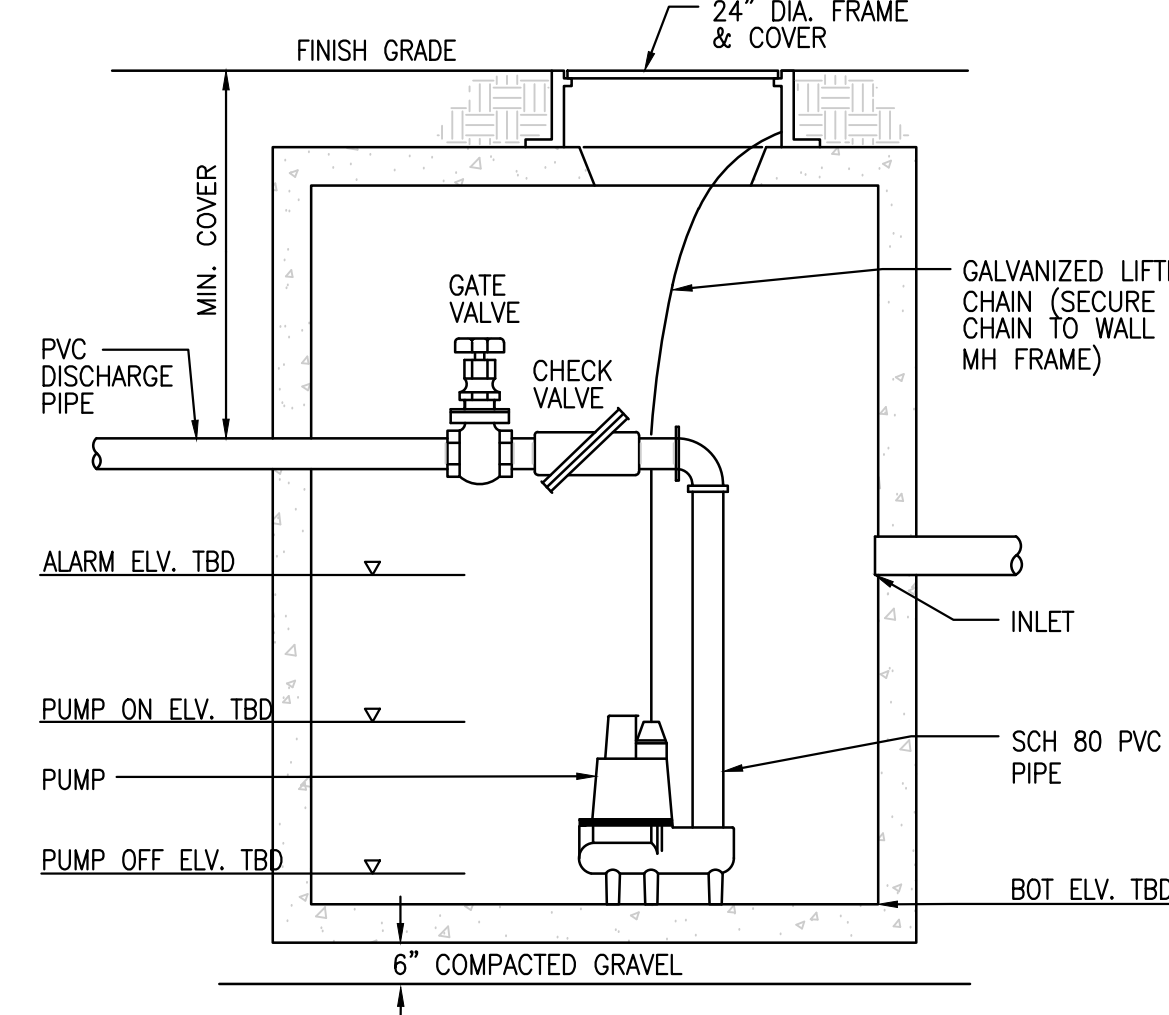 24" DIA. FRAME
& COVER
FINISH GRADE
MIN. COVER
GATE
VALVE
GALVANIZED LIFTI
CHAIN (SECURE
CHAIN TO WALL
MH FRAME)
PVC
DISCHARGE
PIPE
CHECK
VALVE
ALARM ELV. TBD
INLET
PUMP ON ELV. TBD
SCH 80 PVC
PIPE
PUMP
PUMP OFF ELV. TBD
BOT ELV. TBD
6" COMPACTED GRAVEL